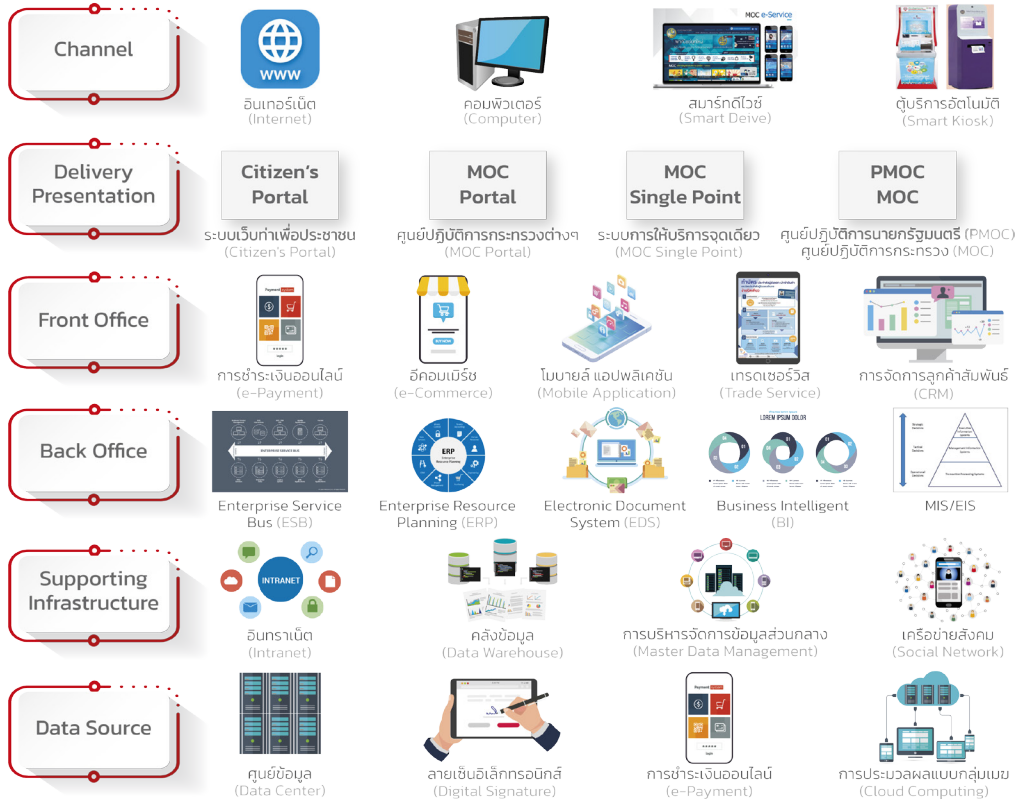 Channel
WWW
MOC e-Service
อินเทอร์เน็ต
(Internet)
คอมพิวเตอร์
(Computer)
สมาร์ทดีไวซ์
(Smart Deive)
ตู้บริการอัตโนมัติ
(Smart Kiosk)
Delivery
Presentation
Citizen's
Portal
MOC
Portal
MOC
Single Point
PMOC
MOC
ระบบเว็บท่าเพื่อประชาชน
(Citizen's Portal)
ศูนย์ปฏิบัติการกระทรวงต่างๆ
(MOC Portal)
ระบบการให้บริการจุดเดียว
(MOC Single Point)
ศูนย์ปฏิบัติการนายกรัฐมนตรี (PMOC)
ศูนย์ปฏิบัติการกระทรวง (MOC)
Front Office
Payment
การชำระเงินออนไลน์
(e-Payment)
อีคอมเมิร์ช
(e-Commerce)
โมบายล์ แอปพลิเคชัน
(Mobile Application)
เทรดเซอร์วิส
(Trade Service)
การจัดการลูกค้าสัมพันธ์
(CRM)
Back Office
ENTERPRISE SERVICE BUS
ERP
Enterprise
Resource Planning
LOREM IPSUM DOLOR
Enterprise Service
Bus (ESB)
Enterprise Resource
Planning (ERP)
Electronic Document
System (EDS)
Business Intelligent
(BI)
MIS/EIS
Supporting
Infrastructure
INTRANET
อินทราเน็ต
(Intranet)
คลังข้อมูล
(Data Warehouse)
การบริหารจัดการข้อมูลส่วนกลาง
(Master Data Management)
เครือข่ายสังคม
(Social Network)
Data Source
Payment
ศูนย์ข้อมูล
(Data Center)
ลายเซ็นอิเล็กทรอนิกส์
(Digital Signature)
การชำระเงินออนไลน์
(e-Payment)
การประมวลผลแบบกลุ่มเมฆ
(Cloud Computing)